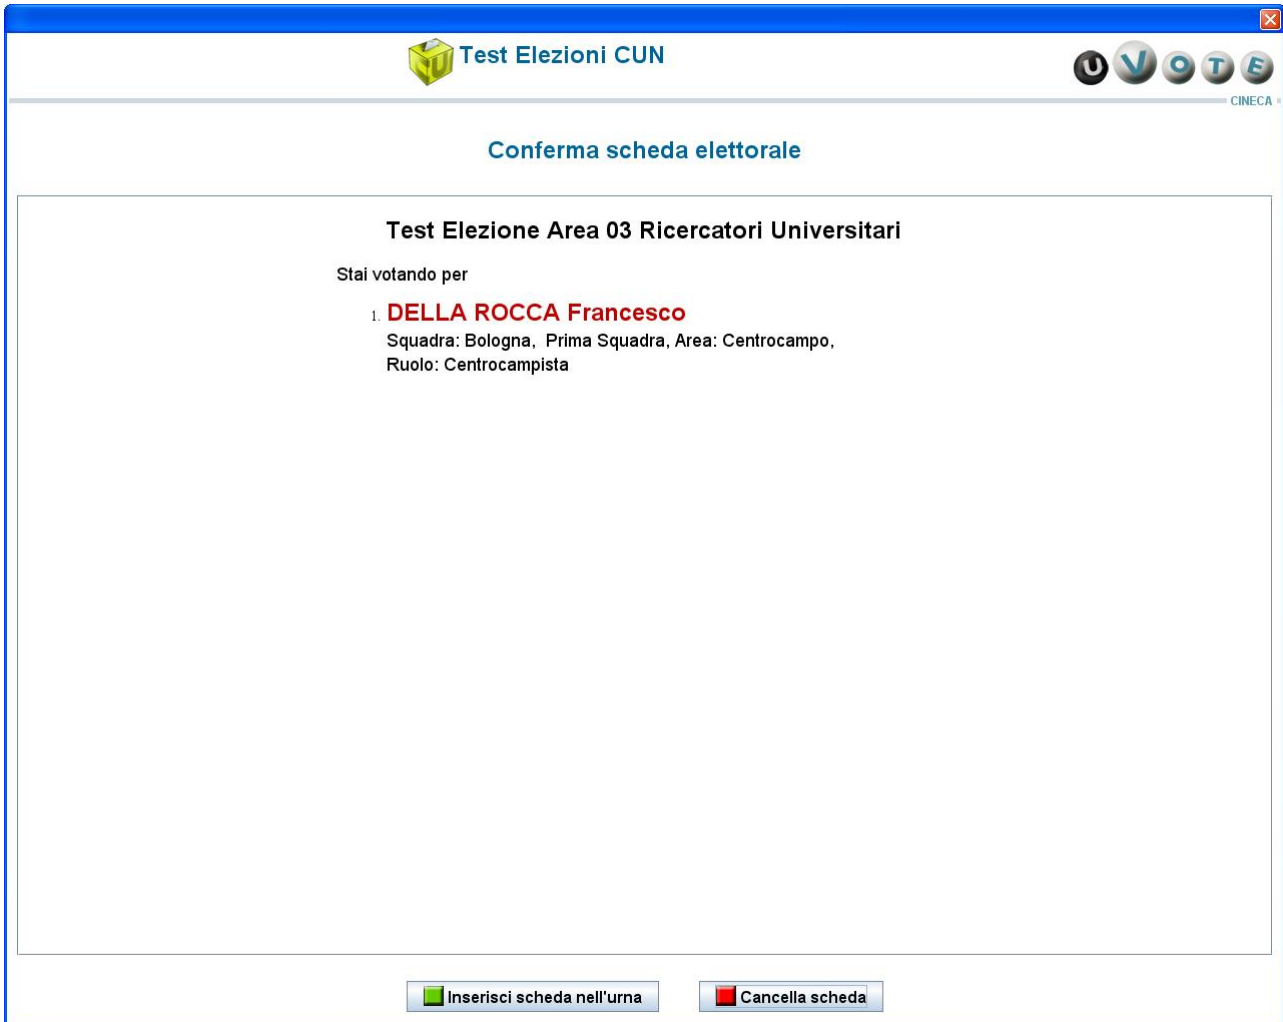 Test Elezioni CUN
U VOTE
CINECA
Conferma scheda elettorale
Test Elezione Area 03 Ricercatori Universitari
Stai votando per
1. DELLA ROCCA Francesco
Squadra: Bologna, Prima Squadra, Area: Centrocampo,
Ruolo: Centrocampista
Inserisci scheda nell'urna
Cancella scheda